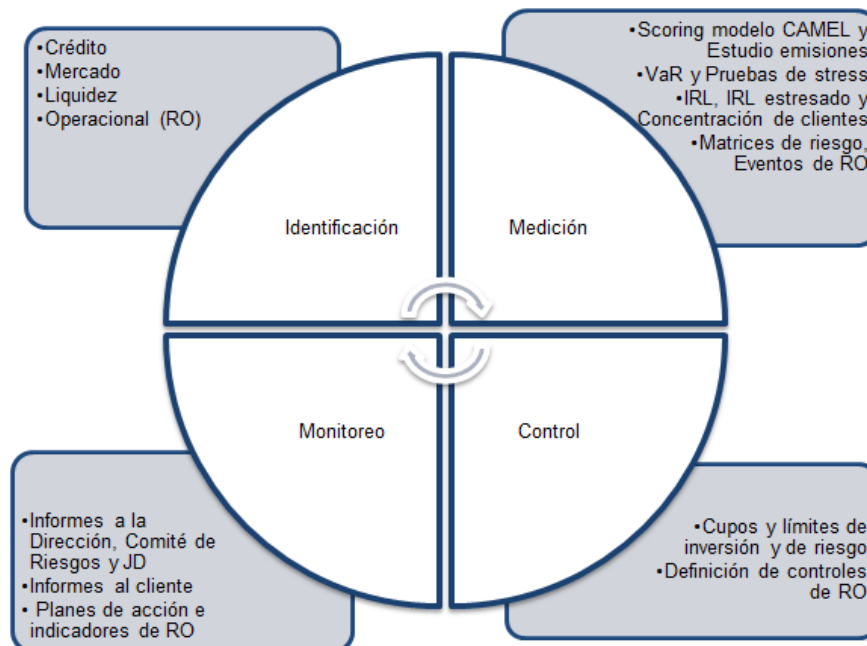 •Crédito
•Mercado
•Liquidez
•Operacional (RO)
•Scoring modelo CAMEL y
Estudio emisiones
•VaR y Pruebas de stress
•IRL, IRL estresado y
Concentración de clientes
•Matrices de riesgo,
Eventos de RO
Identificación
Medición
Monitoreo
Control
•Informes a la
Dirección, Comité de
Riesgos y JD
•Informes al cliente
• Planes de acción e
indicadores de RO
•Cupos y límites de
inversión y de riesgo
•Definición de controles
de RO